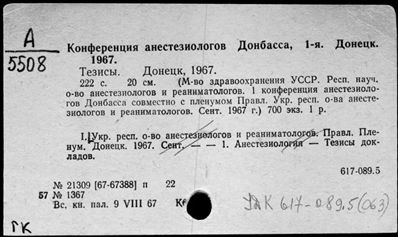 А
5508
Конференция анестезиологов Донбасса, 1-я. Донецк.
1967.
Тезисы. Донецк, 1967.
222 с. 20 см. (М-во здравоохранения УССР. Респ. науч.
о-во анестезиологов и реаниматологов. 1 конференция анестезиоло-
гов Донбасса совместно с пленумом Правл. Укр. респ. о-ва анесте-
зиологов и реаниматологов. Сент. 1967 г.) 700 экз. 1 р.
I. Укр. респ. о-во анестезиологов и реаниматологов. Правл. Пле-
нум. Донецк. 1967. Сент. — — 1. Анестезиология — Тезисы док-
ладов.
617-089.5
№ 21309 [67-67388] п 22
57 № 1367
Вс. кн. пал. 9 VIII 67
617-089.5(063)
ГК